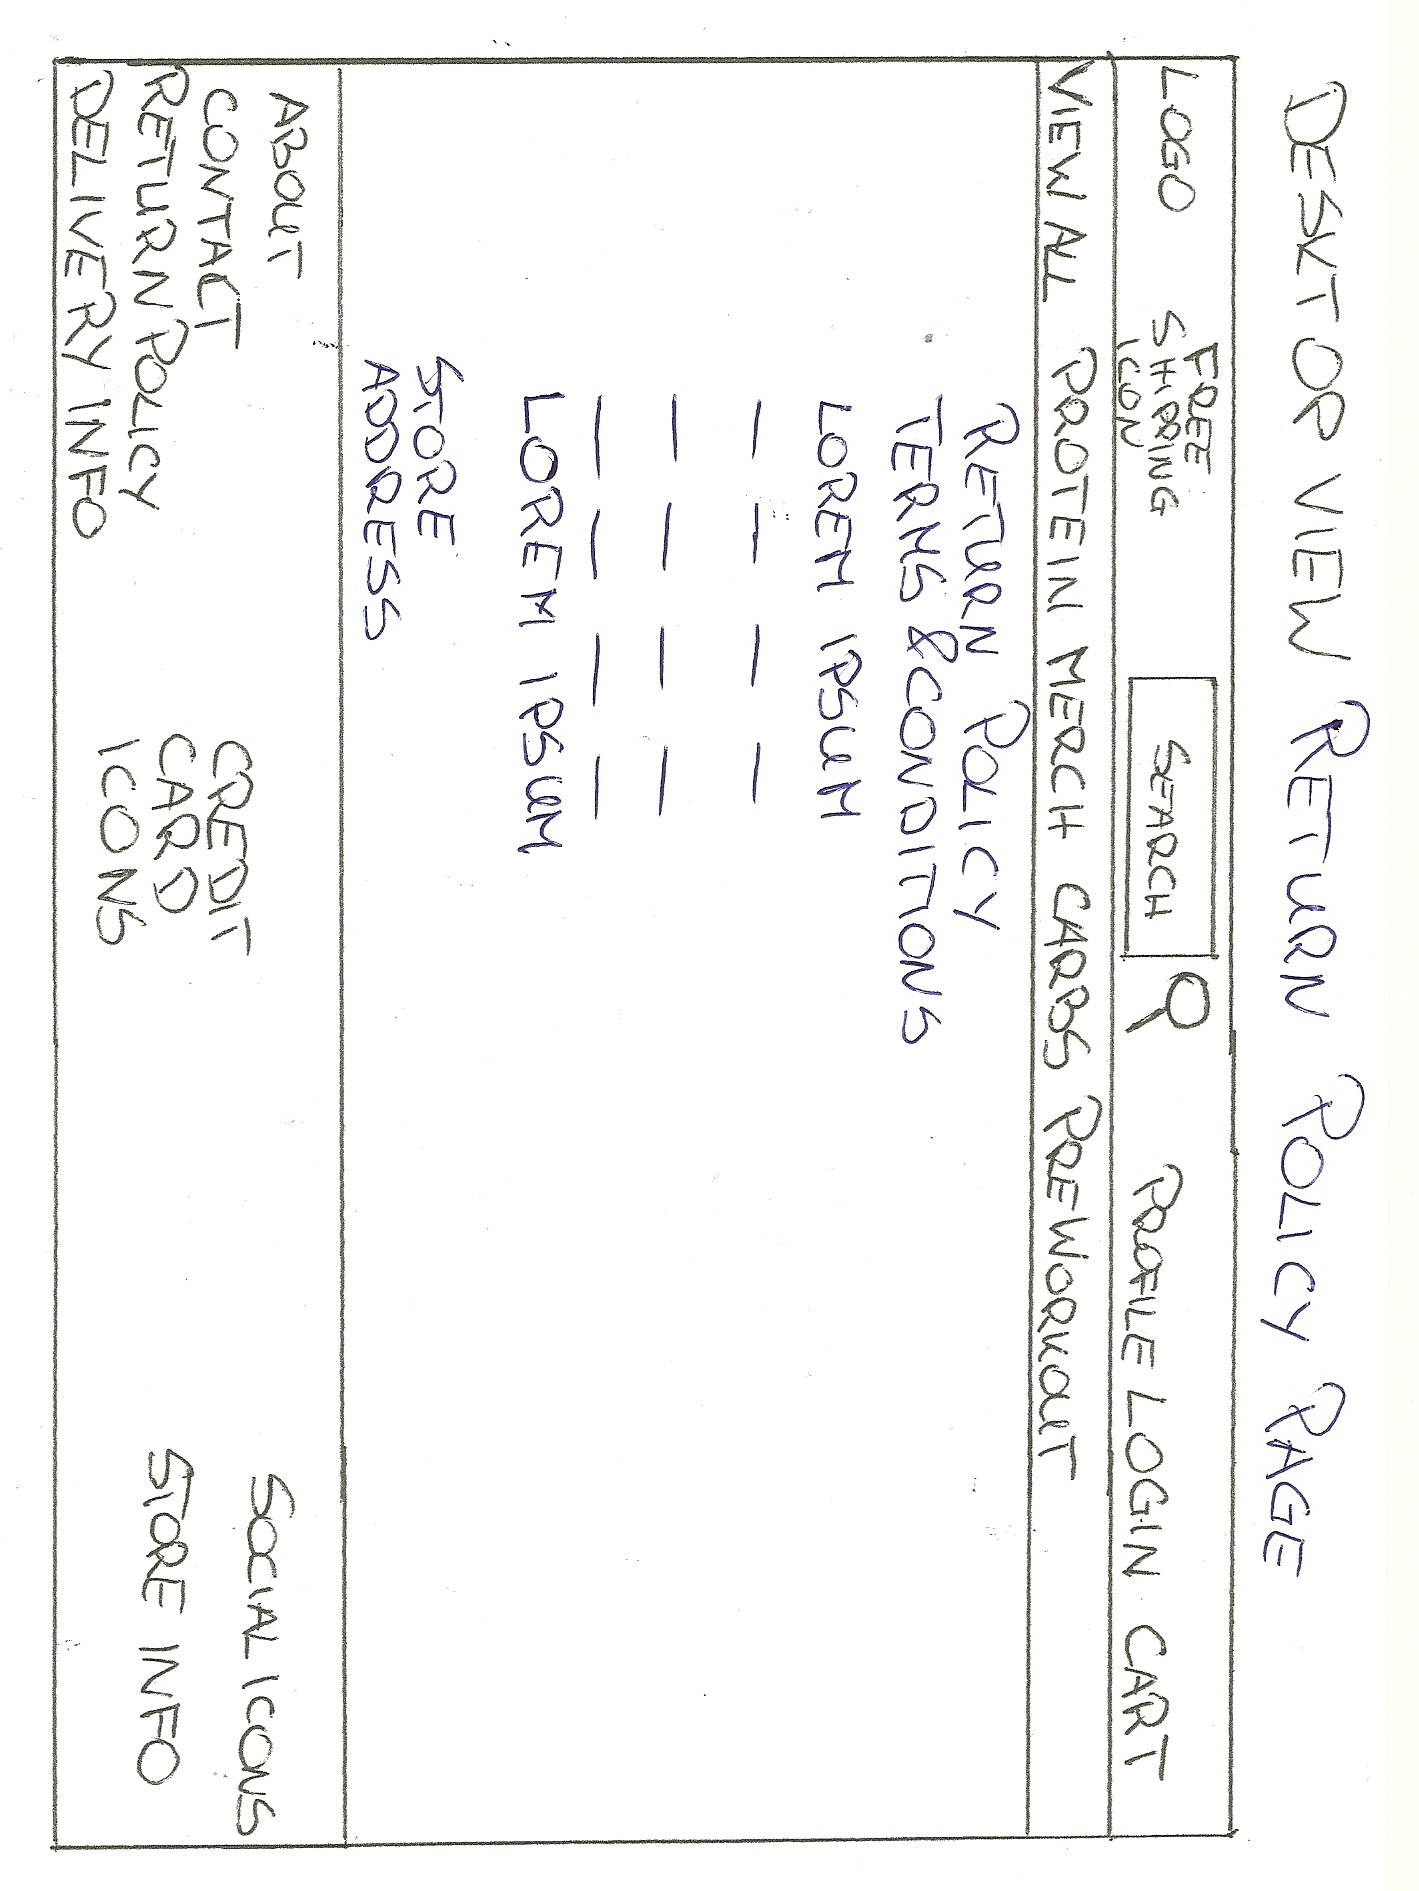 DESKTOP VIEW RETURN POLICY PAGE
LOGO FREE SHIPPING ICON SEARCH PROFILE LOGIN CART
VIEW ALL PROTEIN MERCH CARBS PREWORKOUT
RETURN POLICY
TERMS & CONDITIONS
LOREM IPSUM
LOREM IPSUM
STORE
ADDRESS
ABOUT
CONTACT
RETURN POLICY
DELIVERY INFO
CREDIT
CARD
ICONS
SOCIAL ICONS
STORE INFO